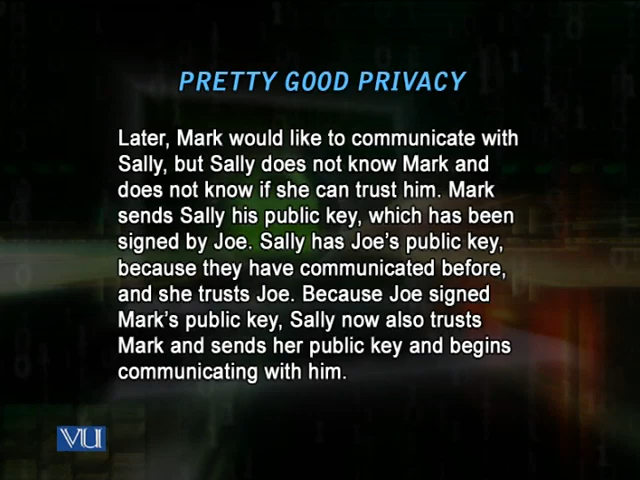 PRETTY GOOD PRIVACY
Later, Mark would like to communicate with
Sally, but Sally does not know Mark and
does not know if she can trust him. Mark
sends Sally his public key, which has been
signed by Joe. Sally has Joe's public key,
because they have communicated before,
and she trusts Joe. Because Joe signed
Mark's public key, Sally now also trusts
Mark and sends her public key and begins
communicating with him.
VU